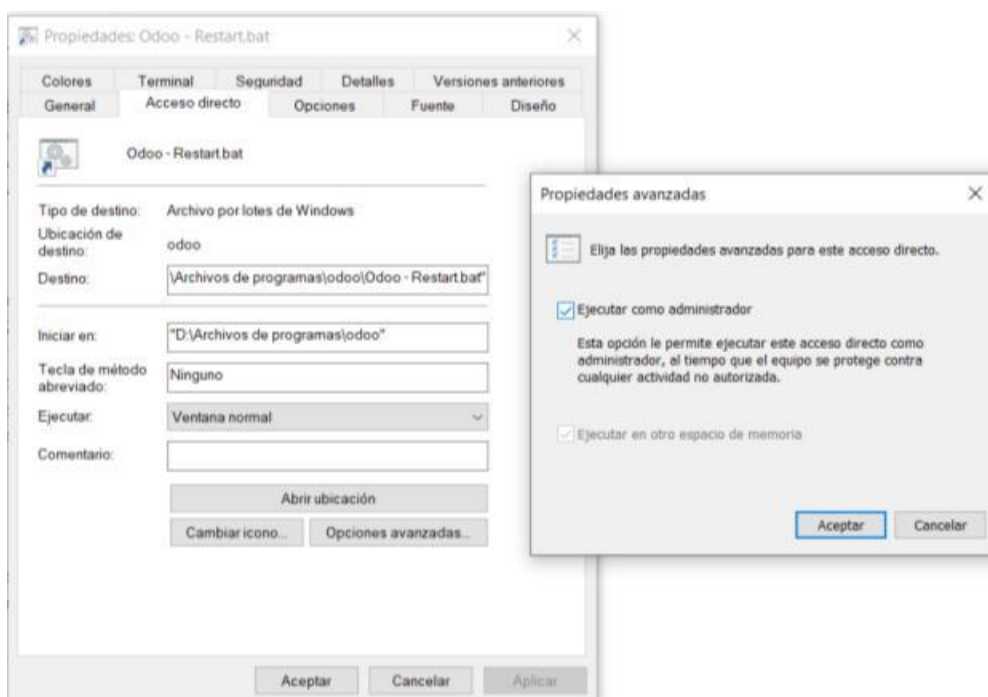 Propiedades: Odoo - Restart.bat
Colores Terminal Seguridad Detalles Versiones anteriores
General Acceso directo Opciones Fuente Diseño
Odoo - Restart.bat
Tipo de destino: Archivo por lotes de Windows
Ubicación de
destino: odoo
Destino: \Archivos de programas\odoo\Odoo - Restart.bat"
Iniciar en: "D:\Archivos de programas\odoo"
Tecla de método
abreviado: Ninguno
Ejecutar: Ventana normal
Comentario:
Abrir ubicación
Cambiar icono... Opciones avanzadas...
Aceptar Cancelar Aplicar
Propiedades avanzadas
Elija las propiedades avanzadas para este acceso directo.
Ejecutar como administrador
Esta opción le permite ejecutar este acceso directo como
administrador, al tiempo que el equipo se protege contra
cualquier actividad no autorizada.
Ejecutar en otro espacio de memoria
Aceptar Cancelar